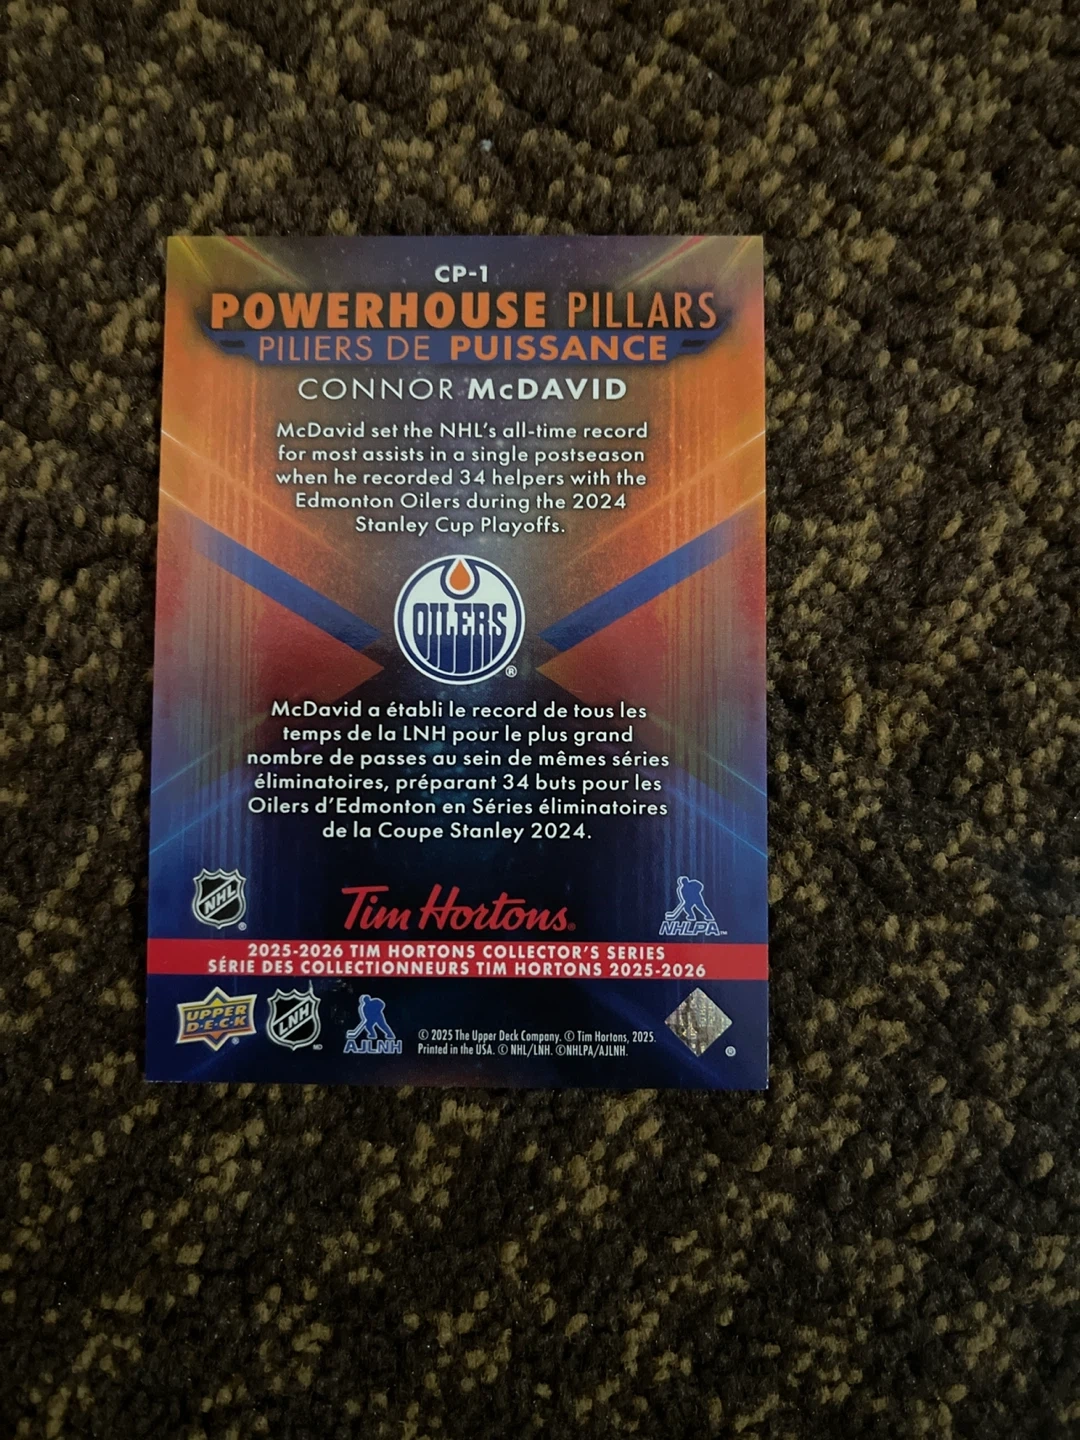 CP-1
POWERHOUSE PILLARS
PILIERS DE PUISSANCE
CONNOR McDAVID
McDavid set the NHL's all-time record
for most assists in a single postseason
when he recorded 34 helpers with the
Edmonton Oilers during the 2024
Stanley Cup Playoffs.
OILERS
®
McDavid a établi le record de tous les
temps de la LNH pour le plus grand
nombre de passes au sein de mêmes séries
éliminatoires, préparant 34 buts pour les
Oilers d'Edmonton en Séries éliminatoires
de la Coupe Stanley 2024.
NHL ®
Tim Hortons®
NHLPA™
2025-2026 TIM HORTONS COLLECTOR'S SERIES
SÉRIE DES COLLECTIONNEURS TIM HORTONS 2025-2026
UPPER
D·E·C·K ®
LNH MD
AJLNH
© 2025 The Upper Deck Company. © Tim Hortons, 2025.
Printed in the USA. © NHL/LNH. ©NHLPA/AJLNH.